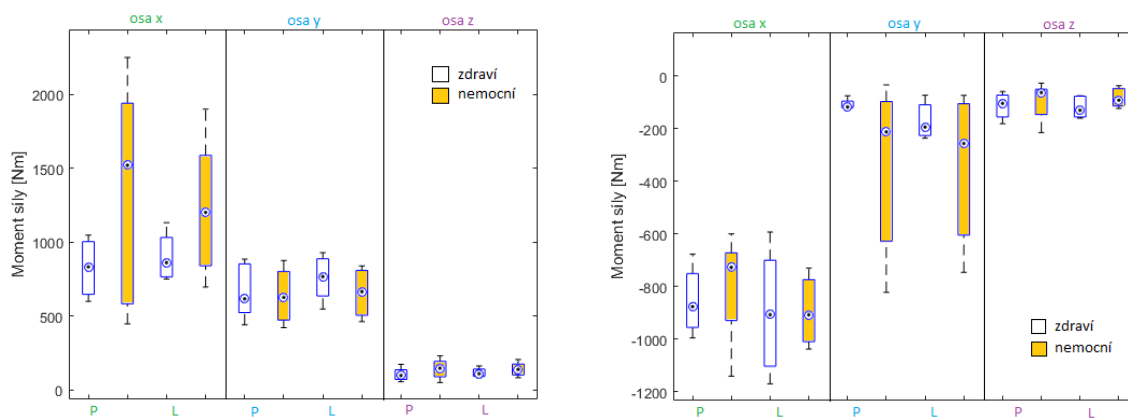 osa x osa y osa z
Moment síly [Nm]
2000
1500
1000
500
0
zdraví
nemocní
P L P L P L
osa x osa y osa z
Moment síly [Nm]
0
-200
-400
-600
-800
-1000
-1200
zdraví
nemocní
P L P L P L